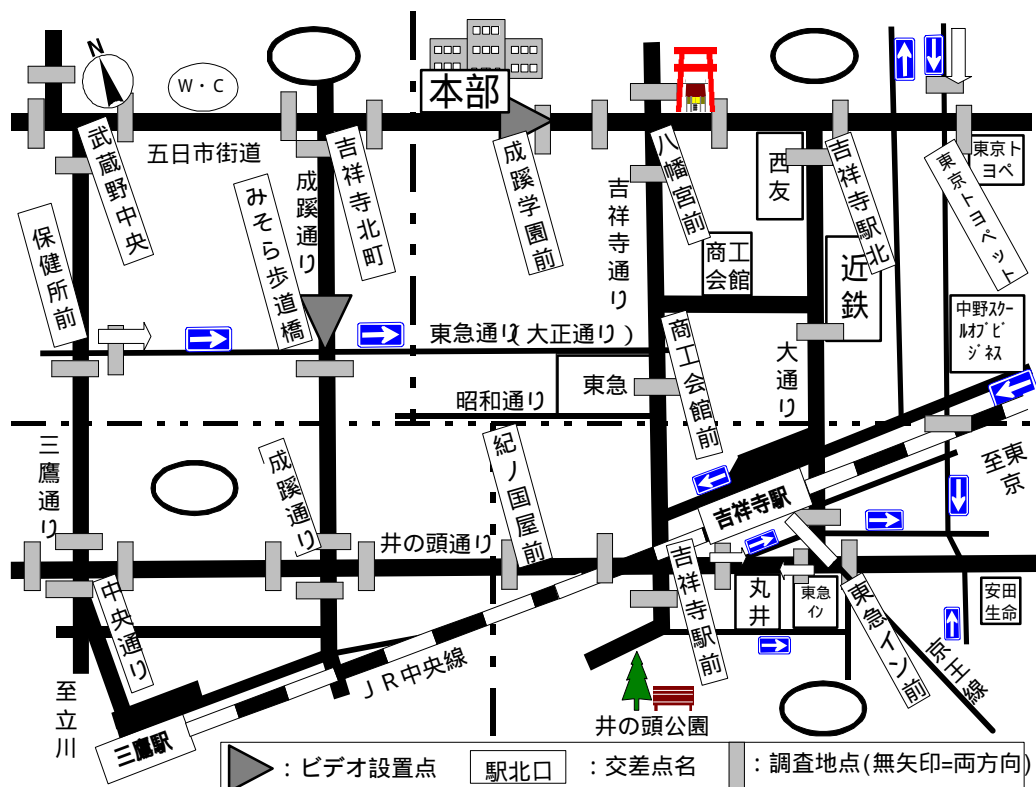 N
W・C
本部
五日市街道
武蔵野中央
成蹊通り
吉祥寺北町
みそら歩道橋
成蹊学園前
吉祥寺通り
八幡宮前
西友
吉祥寺駅北
東京トヨペ
東京トヨペット
保健所前
商工会館
近鉄
中野ｽｸｰﾙｵﾌﾞﾋﾞｼﾞﾈｽ
東急通り(大正通り)
商工会館前
大通り
東急
昭和通り
三鷹通り
成蹊通り
紀ノ国屋前
至東京
吉祥寺駅
井の頭通り
中央通り
吉祥寺駅前
丸井
東急ｲﾝ
東急イン前
安田生命
京王線
JR中央線
至立川
三鷹駅
井の頭公園
：ビデオ設置点
駅北口
：交差点名
：調査地点(無矢印=両方向)